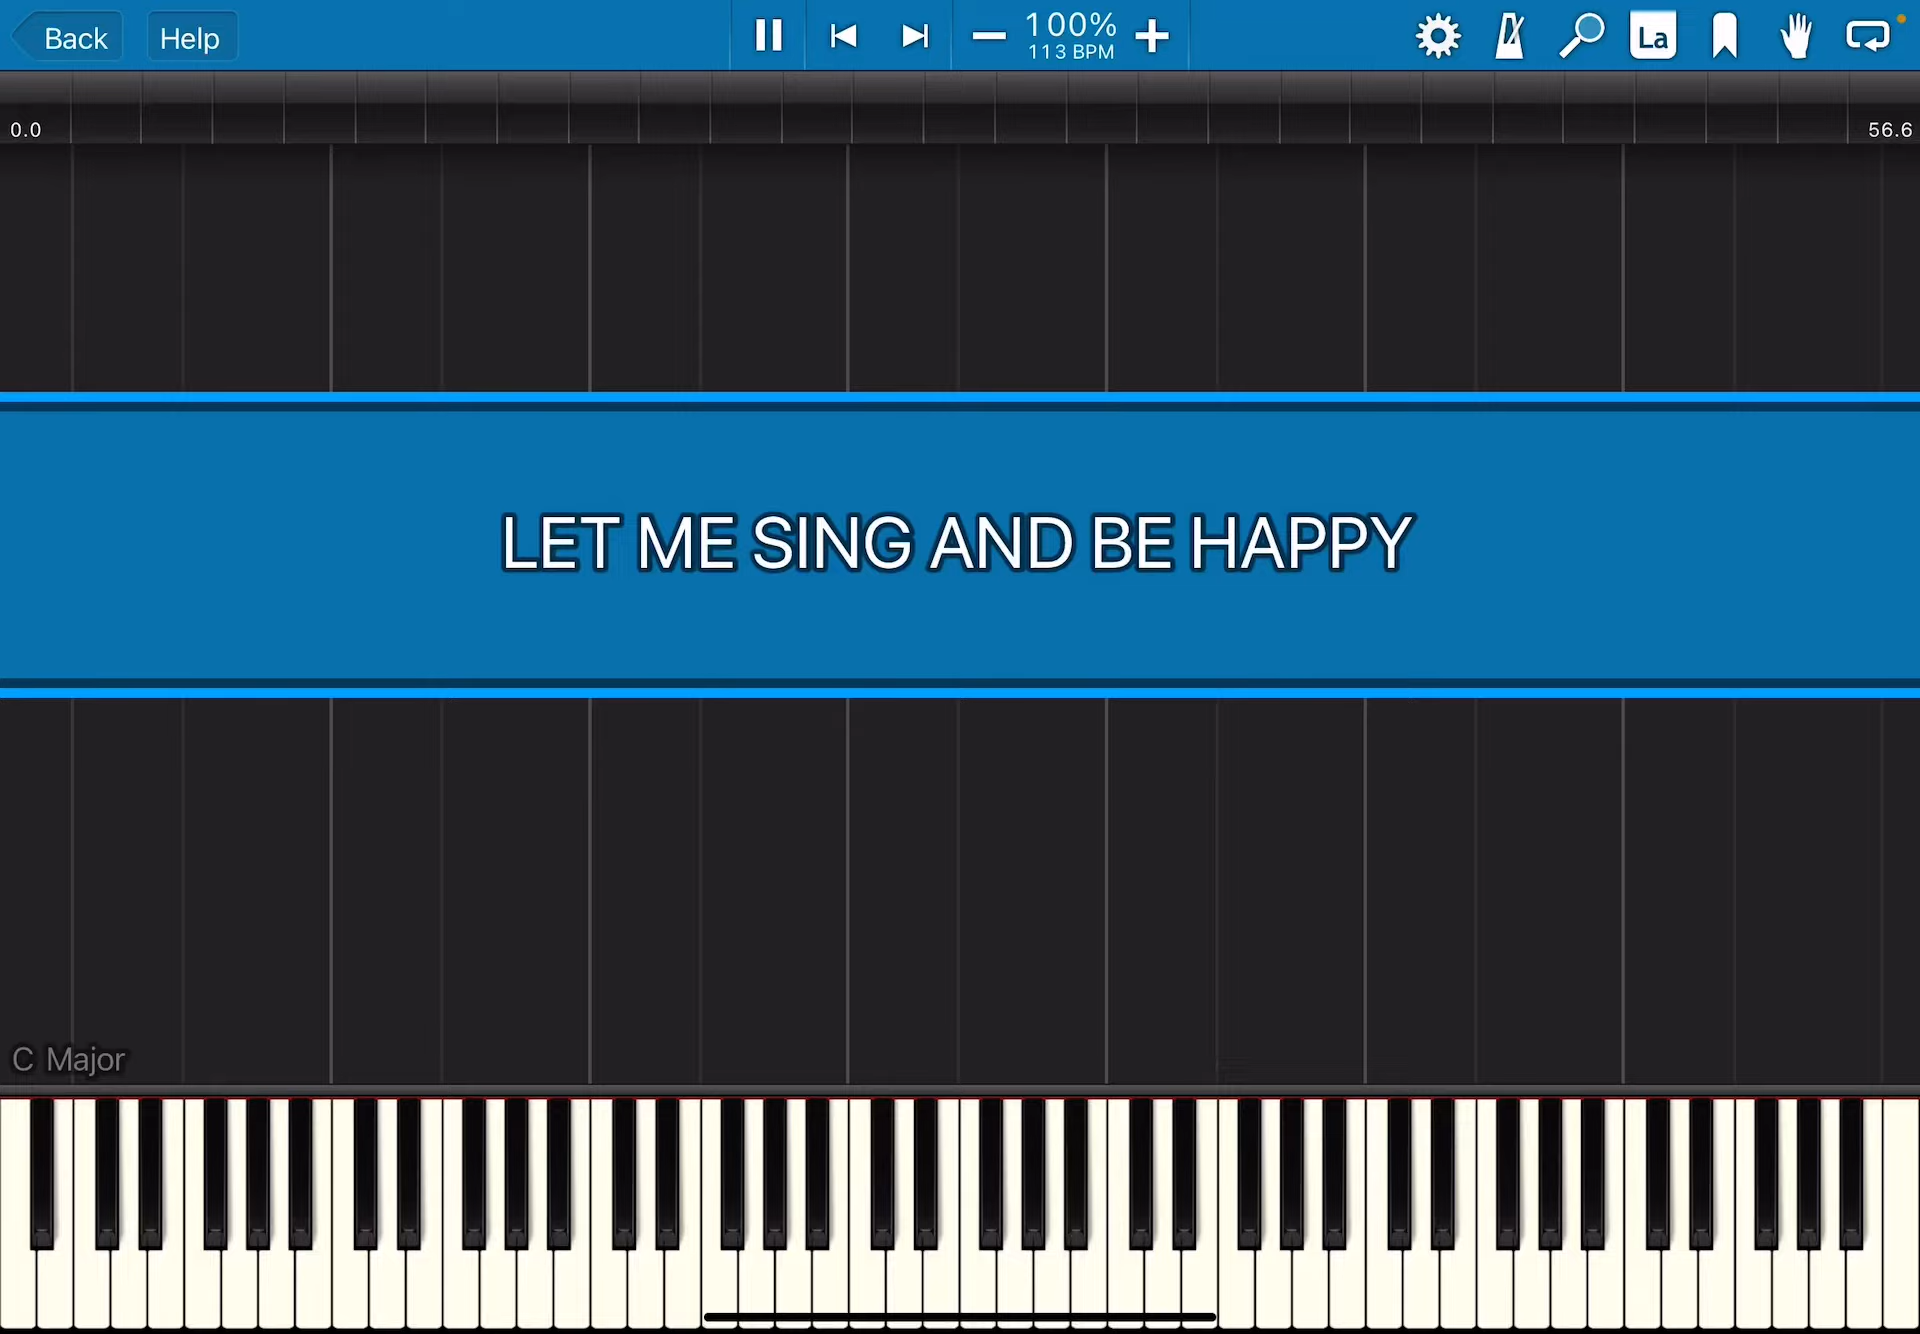 Back Help 100% La
113 BPM
0.0 56.6
LET ME SING AND BE HAPPY
C Major